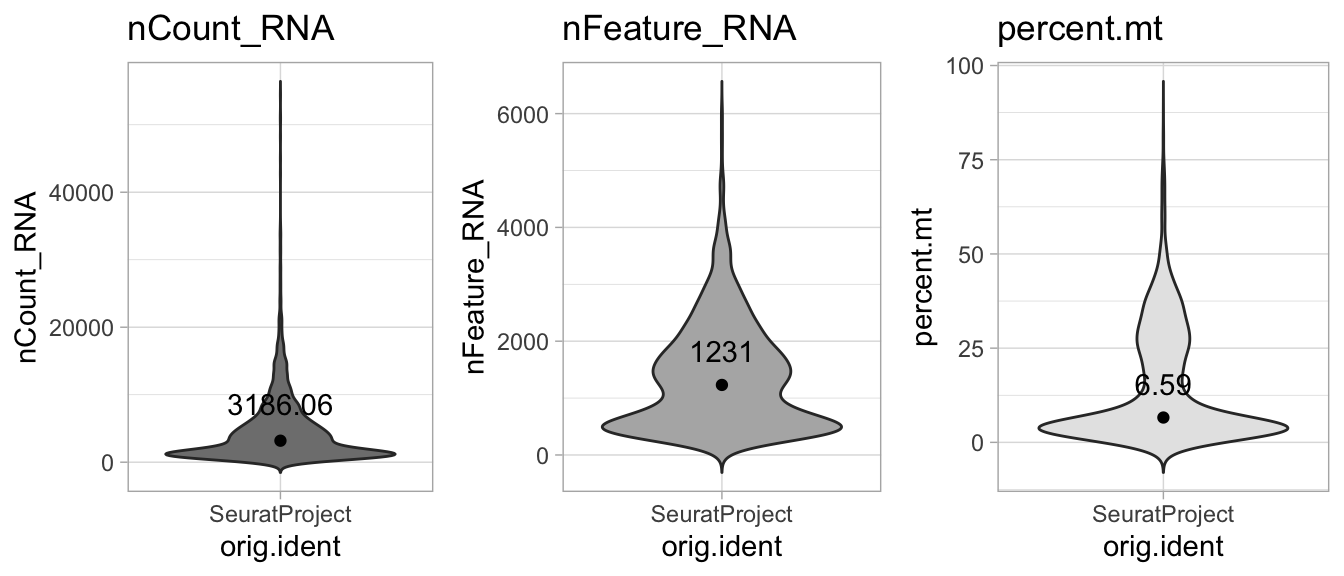 nCount_RNA
nCount_RNA
40000
20000
0
3186.06
SeuratProject
orig.ident
nFeature_RNA
nFeature_RNA
6000
4000
2000
0
1231
SeuratProject
orig.ident
percent.mt
percent.mt
100
75
50
25
0
6.59
SeuratProject
orig.ident